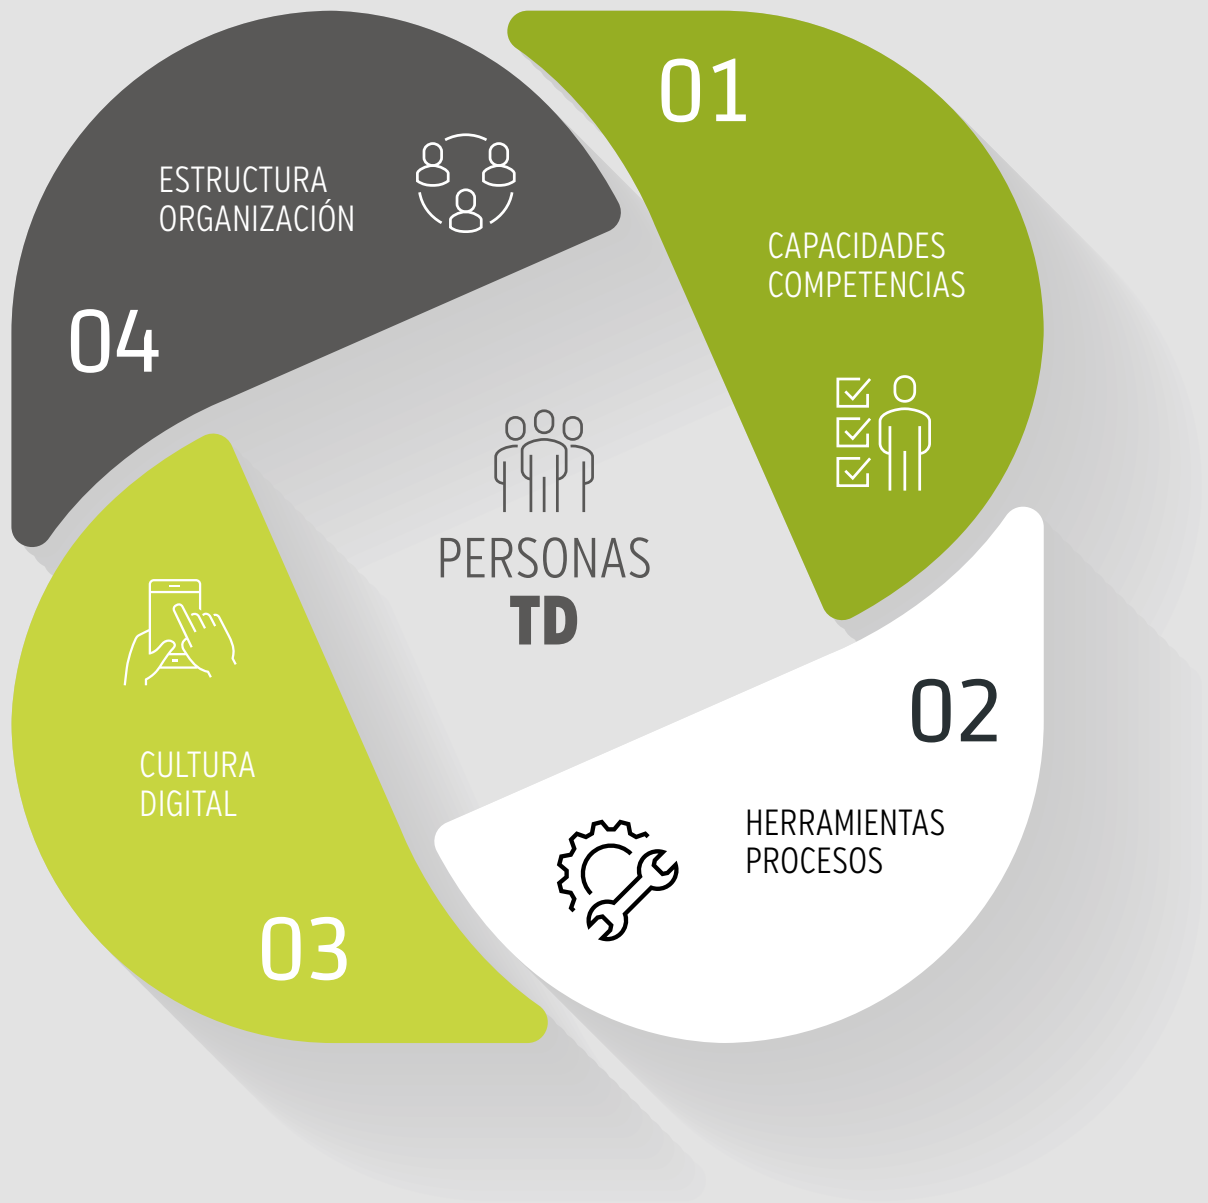 01
CAPACIDADES
COMPETENCIAS
02
HERRAMIENTAS
PROCESOS
03
CULTURA
DIGITAL
04
ESTRUCTURA
ORGANIZACIÓN
PERSONAS
TD